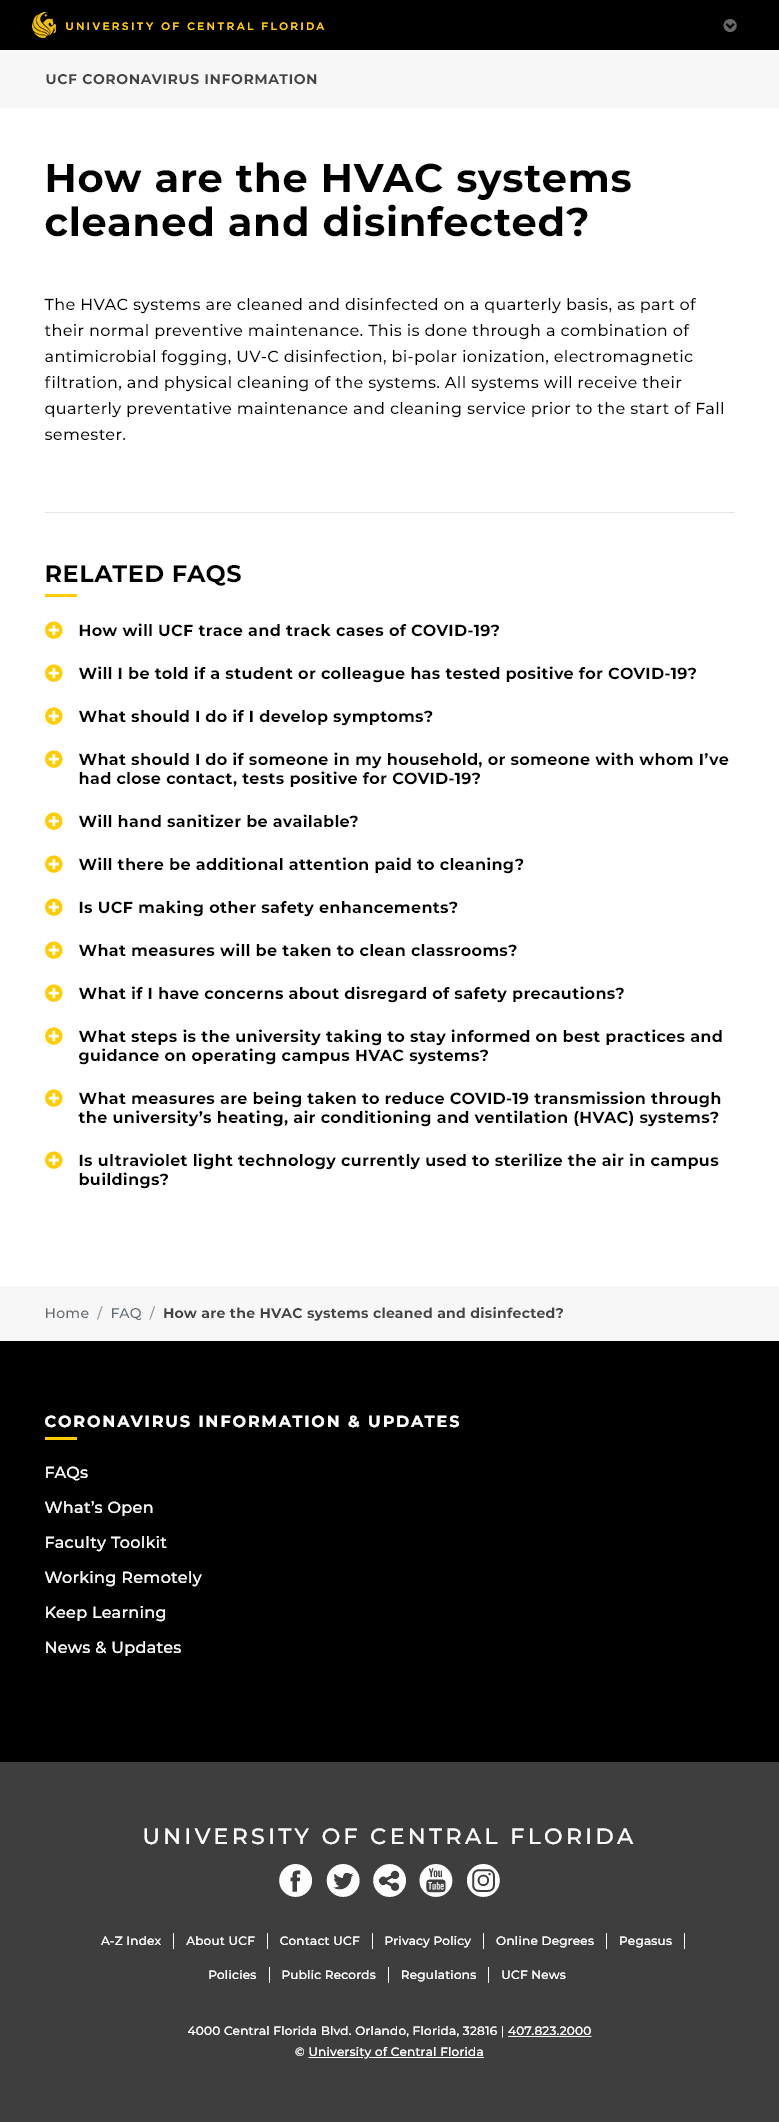 UNIVERSITY OF CENTRAL FLORIDA
UCF CORONAVIRUS INFORMATION
How are the HVAC systems
cleaned and disinfected?
The HVAC systems are cleaned and disinfected on a quarterly basis, as part of
their normal preventive maintenance. This is done through a combination of
antimicrobial fogging, UV-C disinfection, bi-polar ionization, electromagnetic
filtration, and physical cleaning of the systems. All systems will receive their
quarterly preventative maintenance and cleaning service prior to the start of Fall
semester.
RELATED FAQS
How will UCF trace and track cases of COVID-19?
Will I be told if a student or colleague has tested positive for COVID-19?
What should I do if I develop symptoms?
What should I do if someone in my household, or someone with whom I’ve
had close contact, tests positive for COVID-19?
Will hand sanitizer be available?
Will there be additional attention paid to cleaning?
Is UCF making other safety enhancements?
What measures will be taken to clean classrooms?
What if I have concerns about disregard of safety precautions?
What steps is the university taking to stay informed on best practices and
guidance on operating campus HVAC systems?
What measures are being taken to reduce COVID-19 transmission through
the university’s heating, air conditioning and ventilation (HVAC) systems?
Is ultraviolet light technology currently used to sterilize the air in campus
buildings?
Home / FAQ / How are the HVAC systems cleaned and disinfected?
CORONAVIRUS INFORMATION & UPDATES
FAQs
What’s Open
Faculty Toolkit
Working Remotely
Keep Learning
News & Updates
UNIVERSITY OF CENTRAL FLORIDA
You
Tube
A-Z Index | About UCF | Contact UCF | Privacy Policy | Online Degrees | Pegasus |
Policies | Public Records | Regulations | UCF News
4000 Central Florida Blvd. Orlando, Florida, 32816 | 407.823.2000
© University of Central Florida